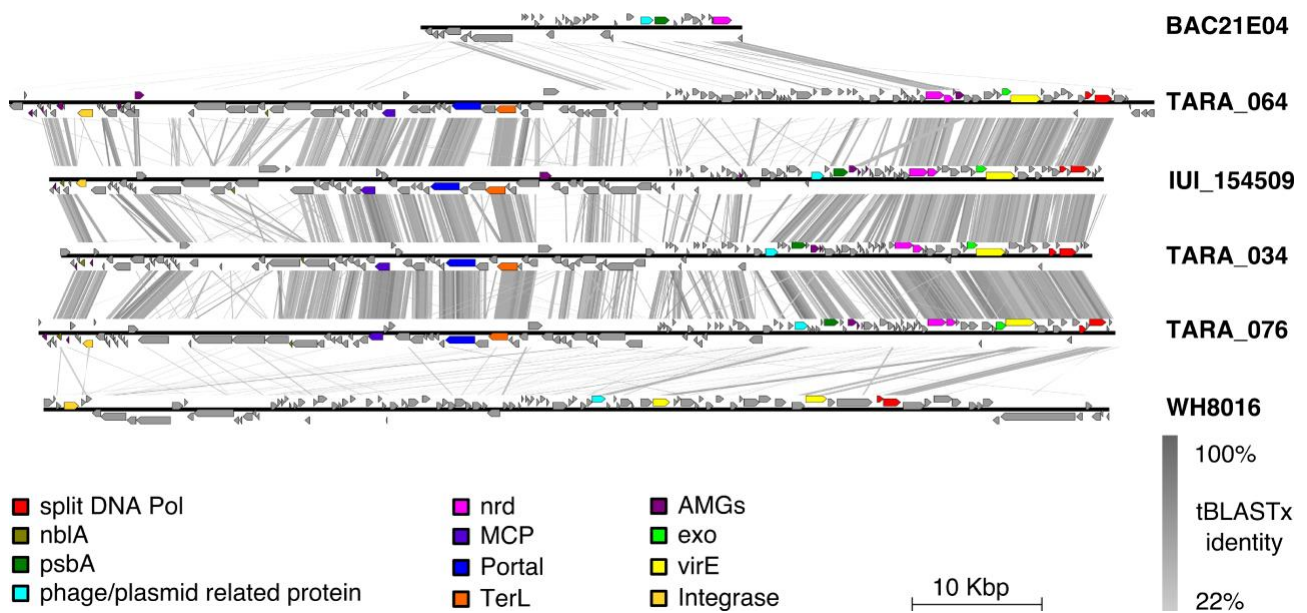 BAC21E04
TARA_064
IUI_154509
TARA_034
TARA_076
WH8016
100%
tBLASTx
identity
22%
split DNA Pol
nblA
psbA
phage/plasmid related protein
nrd
MCP
Portal
TerL
AMGs
exo
virE
Integrase
10 Kbp